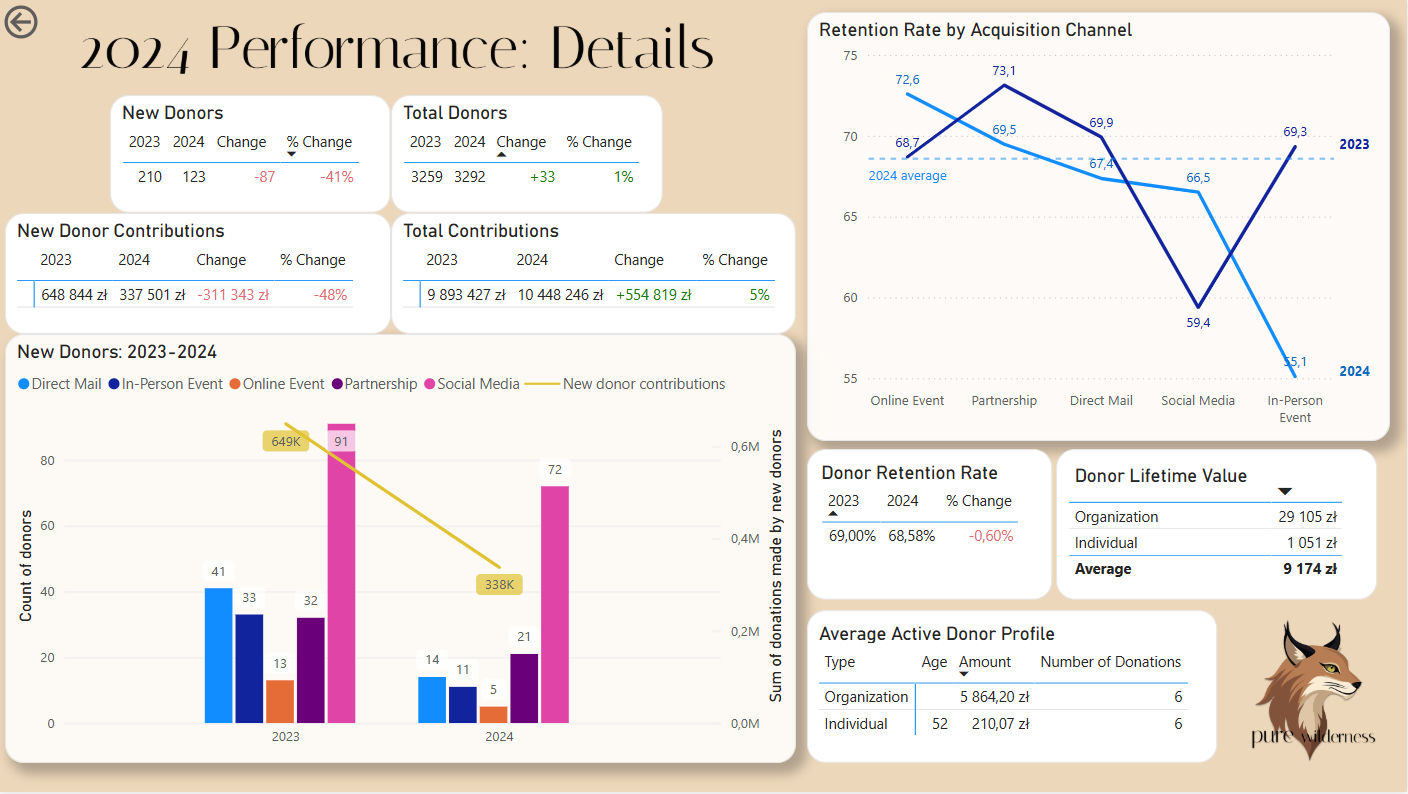 2024 Performance: Details
New Donors
2023 2024 Change % Change
210 123 -87 -41%
Total Donors
2023 2024 Change % Change
3259 3292 +33 1%
New Donor Contributions
2023 2024 Change % Change
648 844 zł 337 501 zł -311 343 zł -48%
Total Contributions
2023 2024 Change % Change
9 893 427 zł 10 448 246 zł +554 819 zł 5%
New Donors: 2023-2024
Direct Mail In-Person Event Online Event Partnership Social Media New donor contributions
Count of donors
80
60
40
20
0
41
33
13
32
91
649K
14
11
5
21
72
338K
2023
2024
0,6M
0,4M
0,2M
0,0M
Sum of donations made by new donors
Retention Rate by Acquisition Channel
75
70
65
60
55
72,6
69,5
67,4
66,5
55,1
68,7
73,1
69,9
59,4
69,3
2023
2024
2024 average
Online Event
Partnership
Direct Mail
Social Media
In-Person
Event
Donor Retention Rate
2023 2024 % Change
69,00% 68,58% -0,60%
Donor Lifetime Value
Organization 29 105 zł
Individual 1 051 zł
Average 9 174 zł
Average Active Donor Profile
Type Age Amount Number of Donations
Organization 5 864,20 zł 6
Individual 52 210,07 zł 6
pure wilderness